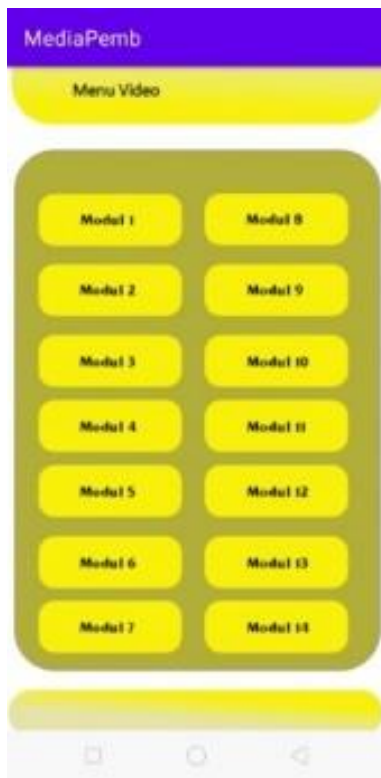 MediaPemb
Menu Video
Modul 1
Modul 8
Modul 2
Modul 9
Modul 3
Modul 10
Modul 4
Modul 11
Modul 5
Modul 12
Modul 6
Modul 13
Modul 7
Modul 14